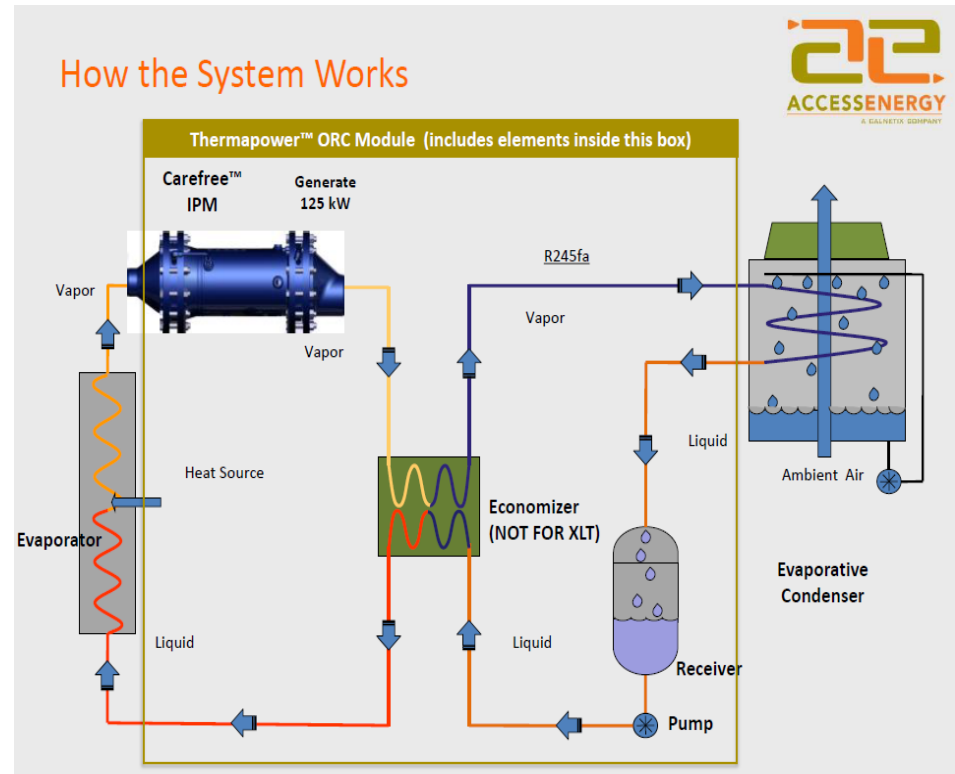 How the System Works
ACCESSENERGY
A CALNETIX COMPANY
Thermapower™ ORC Module (includes elements inside this box)
Carefree™
IPM
Generate
125 kW
R245fa
Vapor
Vapor
Vapor
Liquid
Heat Source
Ambient Air
Economizer
(NOT FOR XLT)
Evaporator
Evaporative
Condenser
Liquid
Liquid
Receiver
Pump